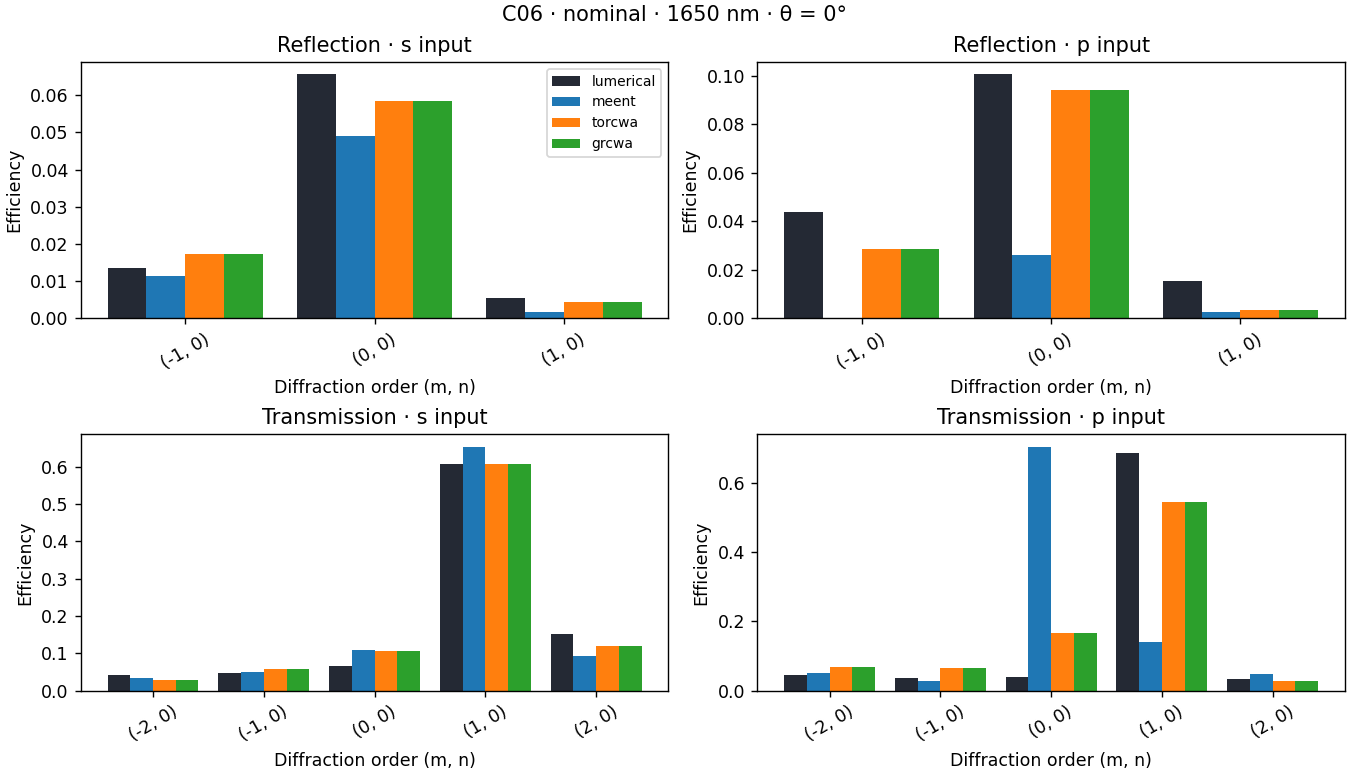 C06 · nominal · 1650 nm · θ = 0°
Reflection · s input
Efficiency
0.06
0.05
0.04
0.03
0.02
0.01
0.00
lumerical
meent
torcwa
grcwa
(-1, 0)
(0, 0)
(1, 0)
Diffraction order (m, n)
Reflection · p input
Efficiency
0.10
0.08
0.06
0.04
0.02
0.00
(-1, 0)
(0, 0)
(1, 0)
Diffraction order (m, n)
Transmission · s input
Efficiency
0.6
0.5
0.4
0.3
0.2
0.1
0.0
(-2, 0)
(-1, 0)
(0, 0)
(1, 0)
(2, 0)
Diffraction order (m, n)
Transmission · p input
Efficiency
0.6
0.4
0.2
0.0
(-2, 0)
(-1, 0)
(0, 0)
(1, 0)
(2, 0)
Diffraction order (m, n)